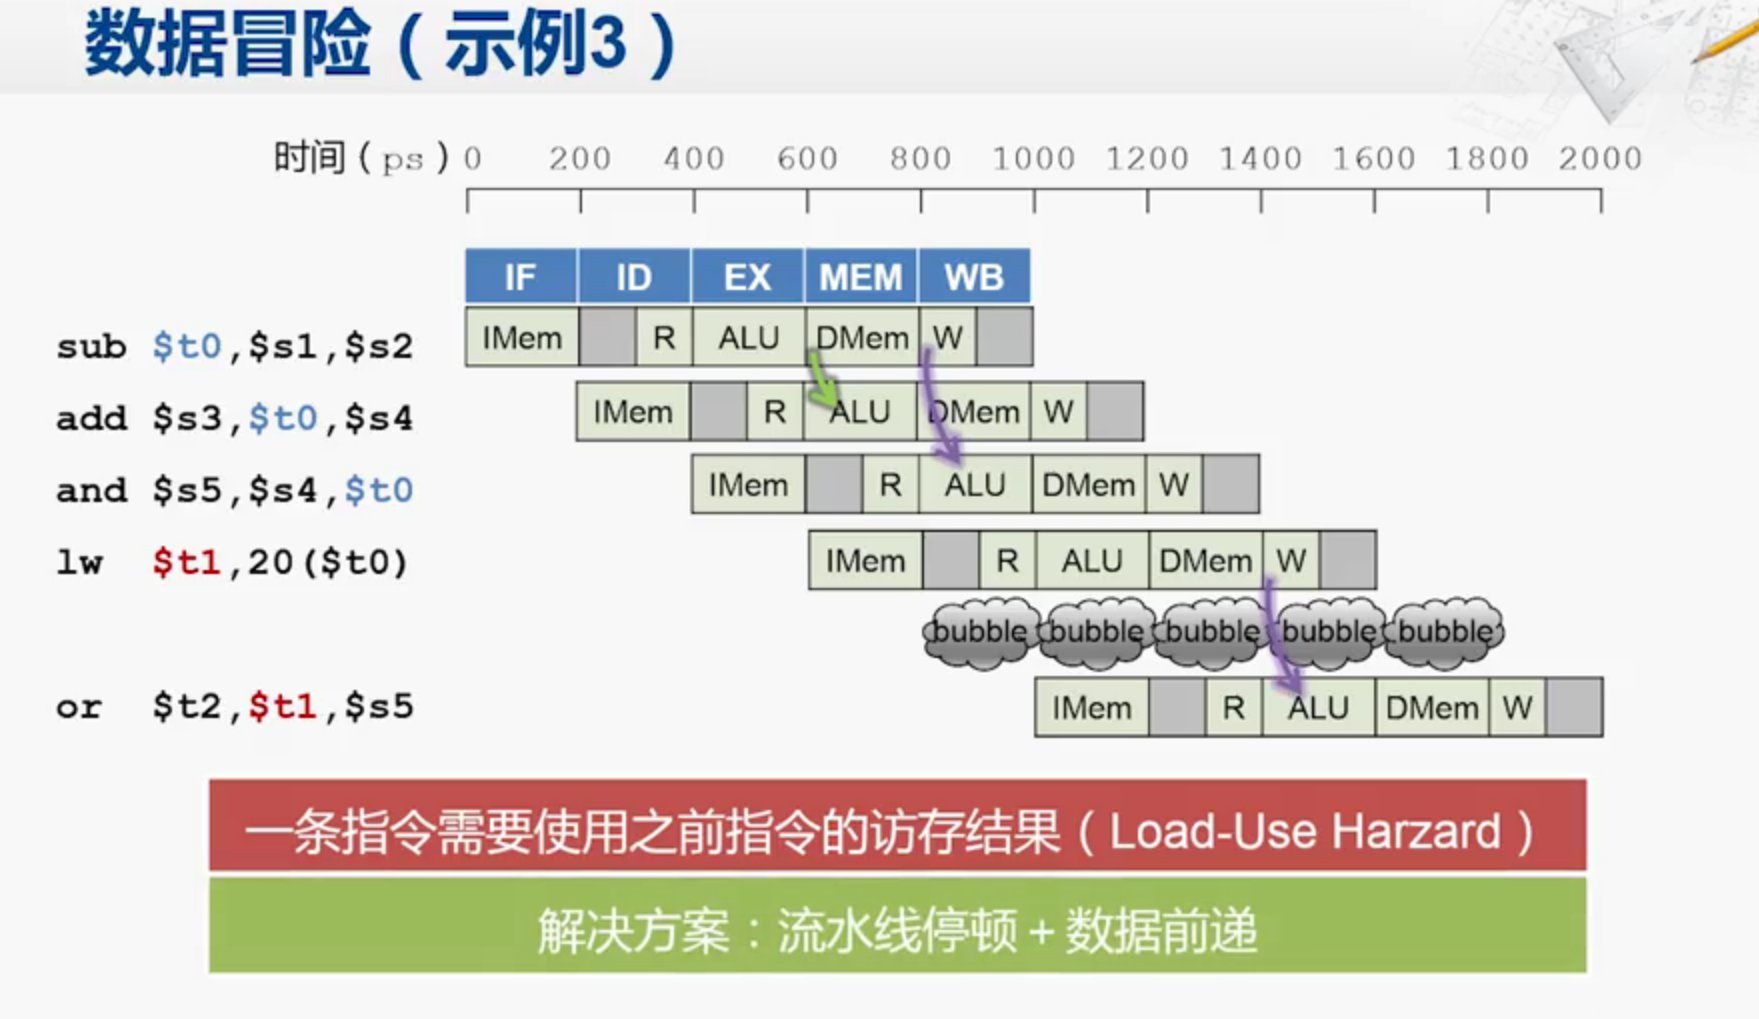 数据冒险（示例3）
时间（ps）0 200 400 600 800 1000 1200 1400 1600 1800 2000
IF ID EX MEM WB
sub $t0,$s1,$s2 IMem R ALU DMem W
add $s3,$t0,$s4 IMem R ALU DMem W
and $s5,$s4,$t0 IMem R ALU DMem W
lw $t1,20($t0) IMem R ALU DMem W
bubble bubble bubble bubble bubble
or $t2,$t1,$s5 IMem R ALU DMem W
一条指令需要使用之前指令的访存结果（Load-Use Harzard）
解决方案：流水线停顿+数据前递